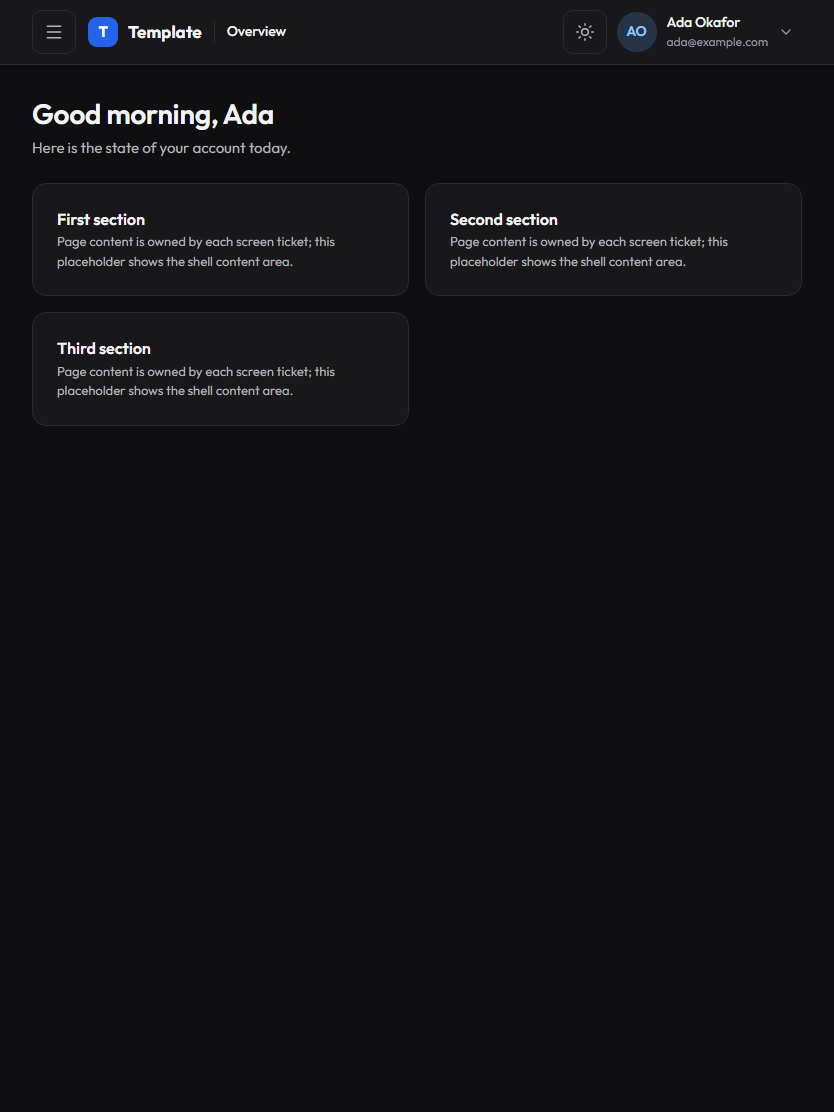 T Template Overview
AO Ada Okafor
ada@example.com
Good morning, Ada
Here is the state of your account today.
First section
Page content is owned by each screen ticket; this
placeholder shows the shell content area.
Second section
Page content is owned by each screen ticket; this
placeholder shows the shell content area.
Third section
Page content is owned by each screen ticket; this
placeholder shows the shell content area.